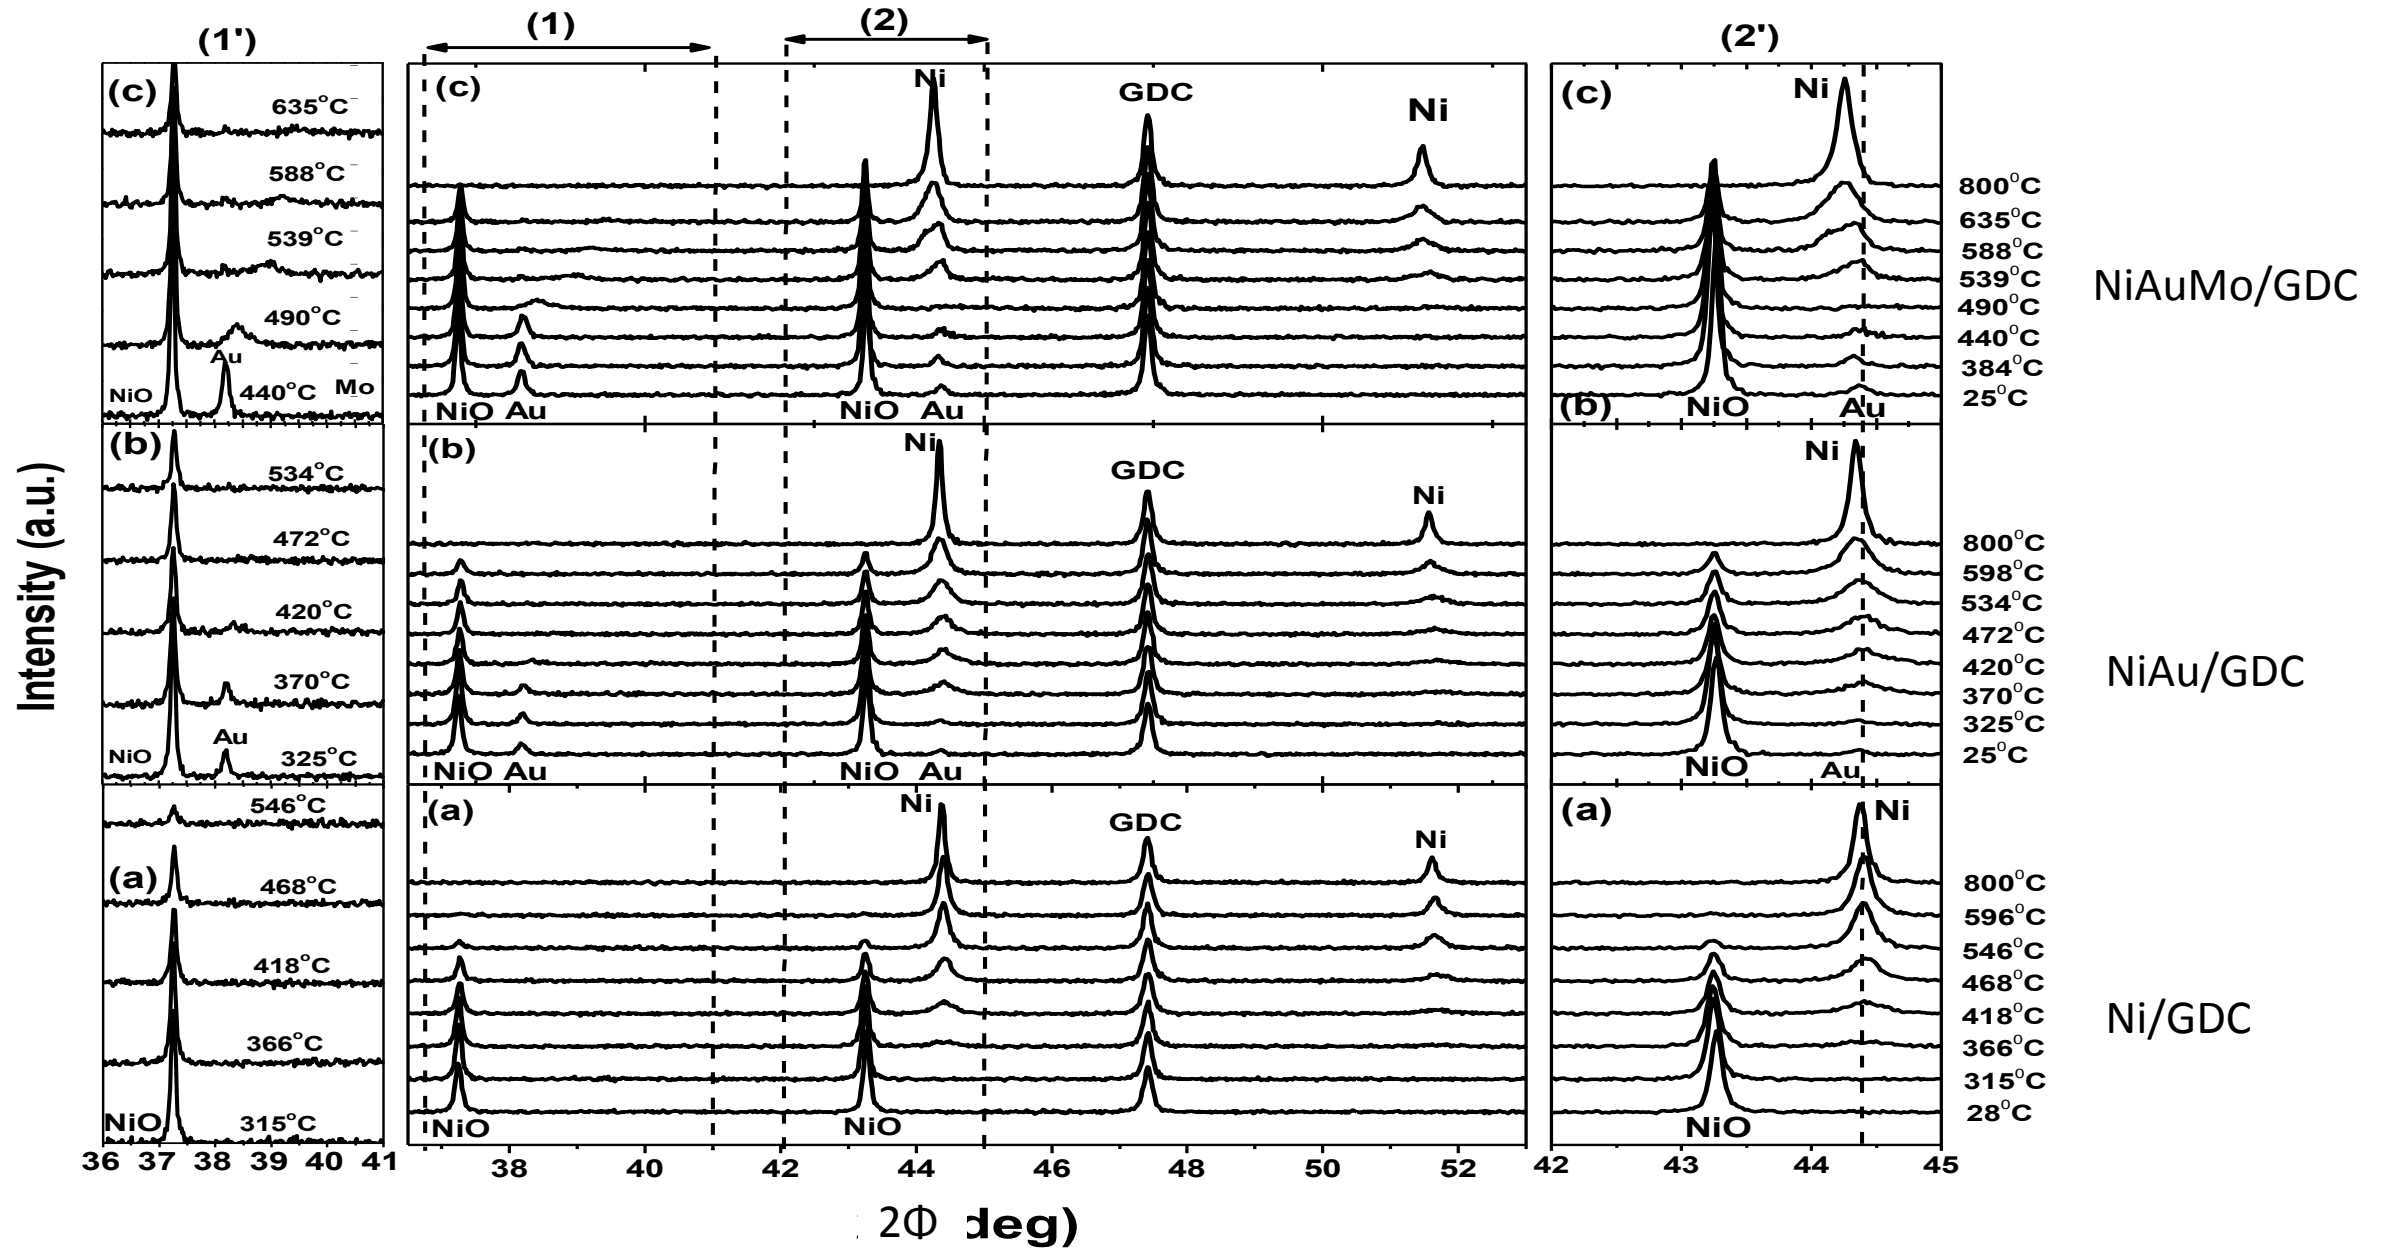 (1')
(1)
(2)
(2')
(c)
635°C
588°C
539°C
490°C
Au
NiO
440°C
Mo
(b)
534°C
472°C
420°C
370°C
Au
NiO
325°C
546°C
(a)
468°C
418°C
366°C
NiO
315°C
36 37 38 39 40 41
(c)
Ni
GDC
Ni
NiO Au
NiO Au
(b)
Ni
GDC
Ni
NiO Au
NiO Au
(a)
Ni
GDC
Ni
NiO
NiO
38 40 42 44 46 48 50 52
(c)
Ni
(b)
NiO
Au
Ni
NiO
Au
(a)
Ni
NiO
42 43 44 45
800°C
635°C
588°C
539°C
490°C
440°C
384°C
25°C
800°C
598°C
534°C
472°C
420°C
370°C
325°C
25°C
800°C
596°C
546°C
468°C
418°C
366°C
315°C
28°C
NiAuMo/GDC
NiAu/GDC
Ni/GDC
Intensity (a.u.)
2Φ deg)